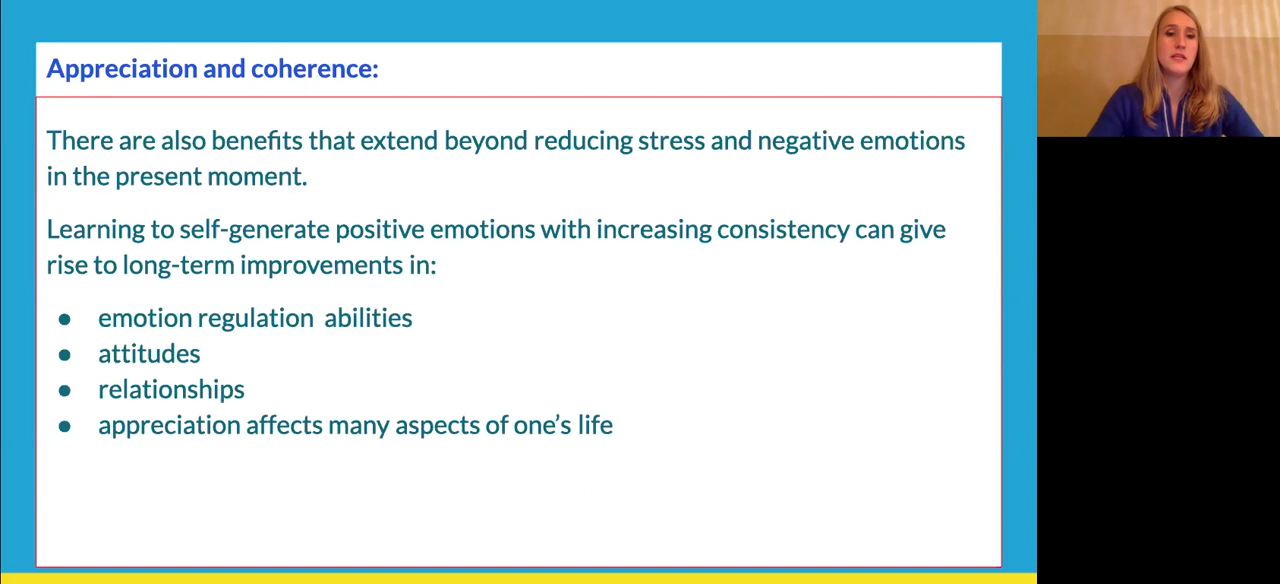 Appreciation and coherence:
There are also benefits that extend beyond reducing stress and negative emotions
in the present moment.
Learning to self-generate positive emotions with increasing consistency can give
rise to long-term improvements in:
● emotion regulation abilities
● attitudes
● relationships
● appreciation affects many aspects of one’s life